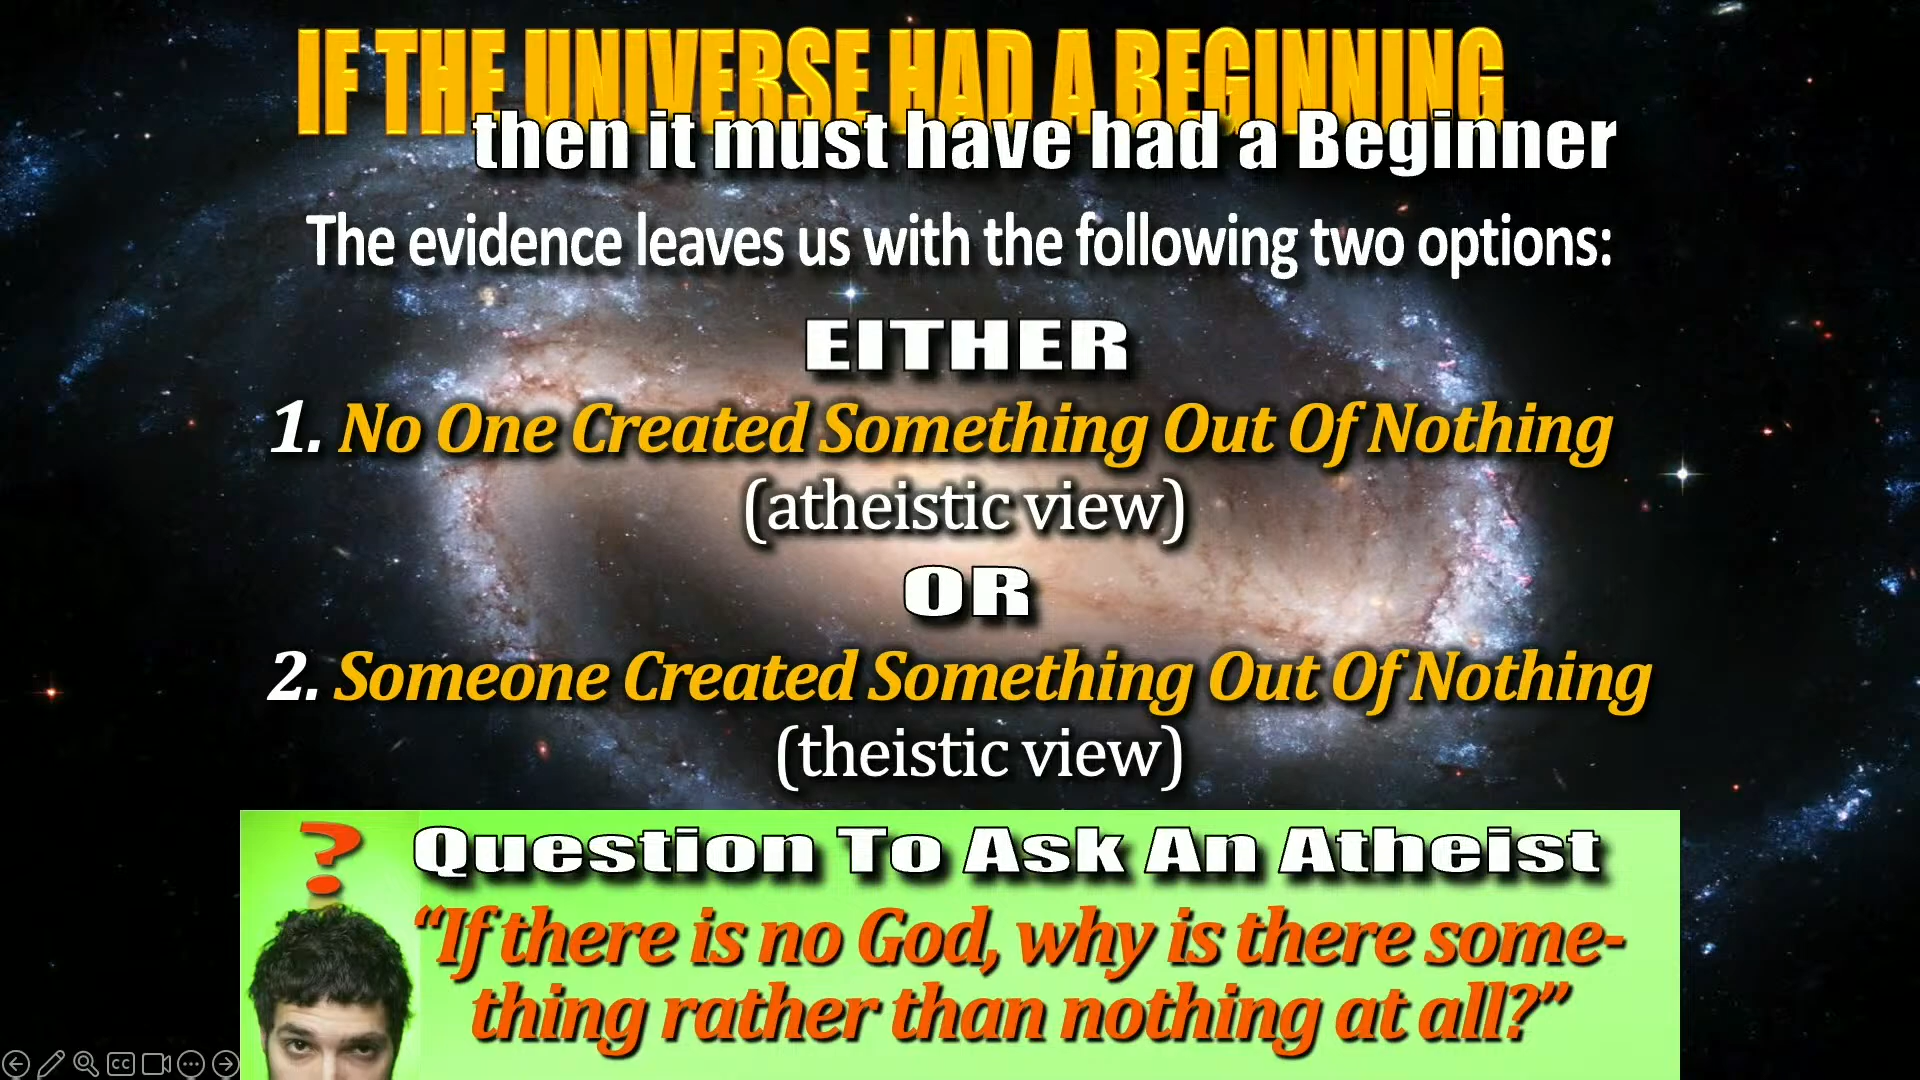 IF THE UNIVERSE HAD A BEGINNING
then it must have had a Beginner
The evidence leaves us with the following two options:
EITHER
1. No One Created Something Out Of Nothing
(atheistic view)
OR
2. Someone Created Something Out Of Nothing
(theistic view)
?
Question To Ask An Atheist
“If there is no God, why is there some-
thing rather than nothing at all?”
CC